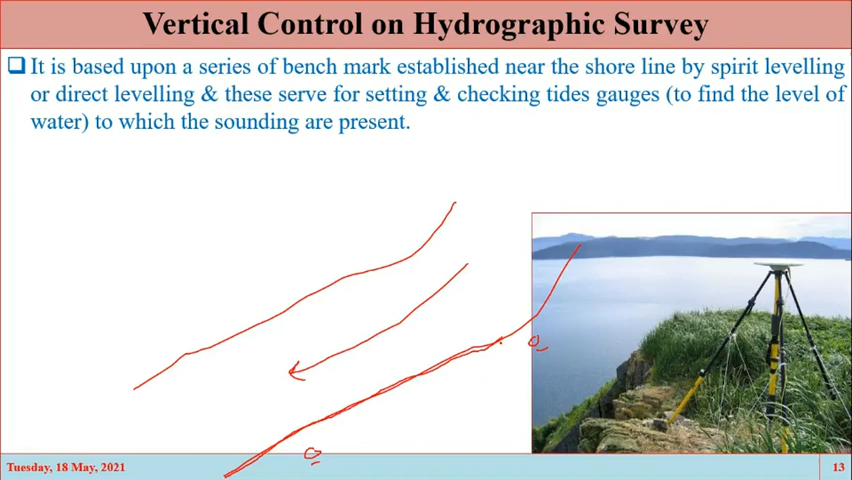 Vertical Control on Hydrographic Survey
It is based upon a series of bench mark established near the shore line by spirit levelling
or direct levelling & these serve for setting & checking tides gauges (to find the level of
water) to which the sounding are present.
Tuesday, 18 May, 2021
13